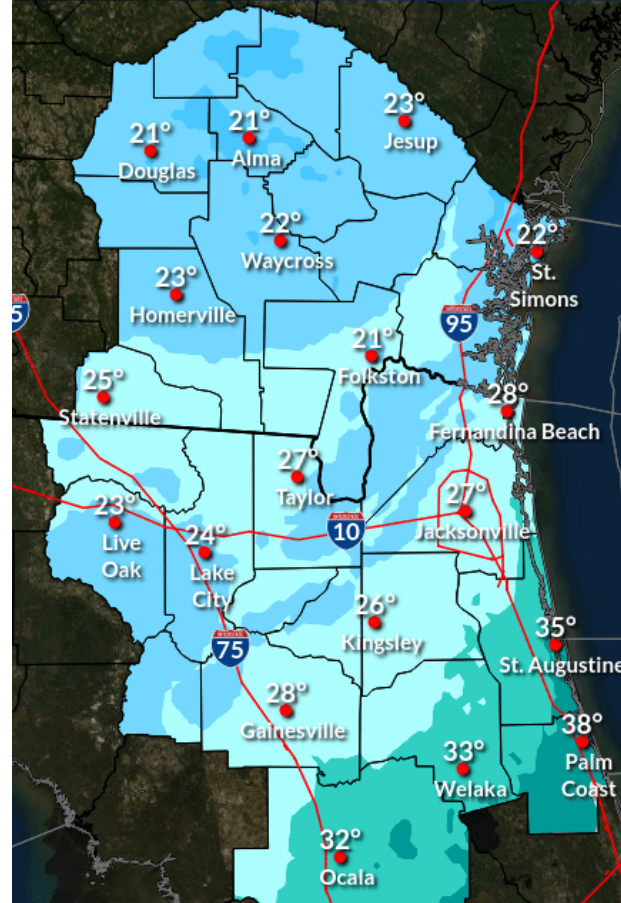 23°
Jesup
21°
Douglas
21°
Alma
22°
Waycross
22°
St.
Simons
23°
Homerville
5
95
21°
Folkston
25°
Statenville
28°
Fernandina Beach
27°
Taylor
27°
Jacksonville
23°
Live
Oak
10
24°
Lake
City
26°
Kingsley
75
35°
St. Augustine
28°
Gainesville
38°
Palm
Coast
33°
Welaka
32°
Ocala